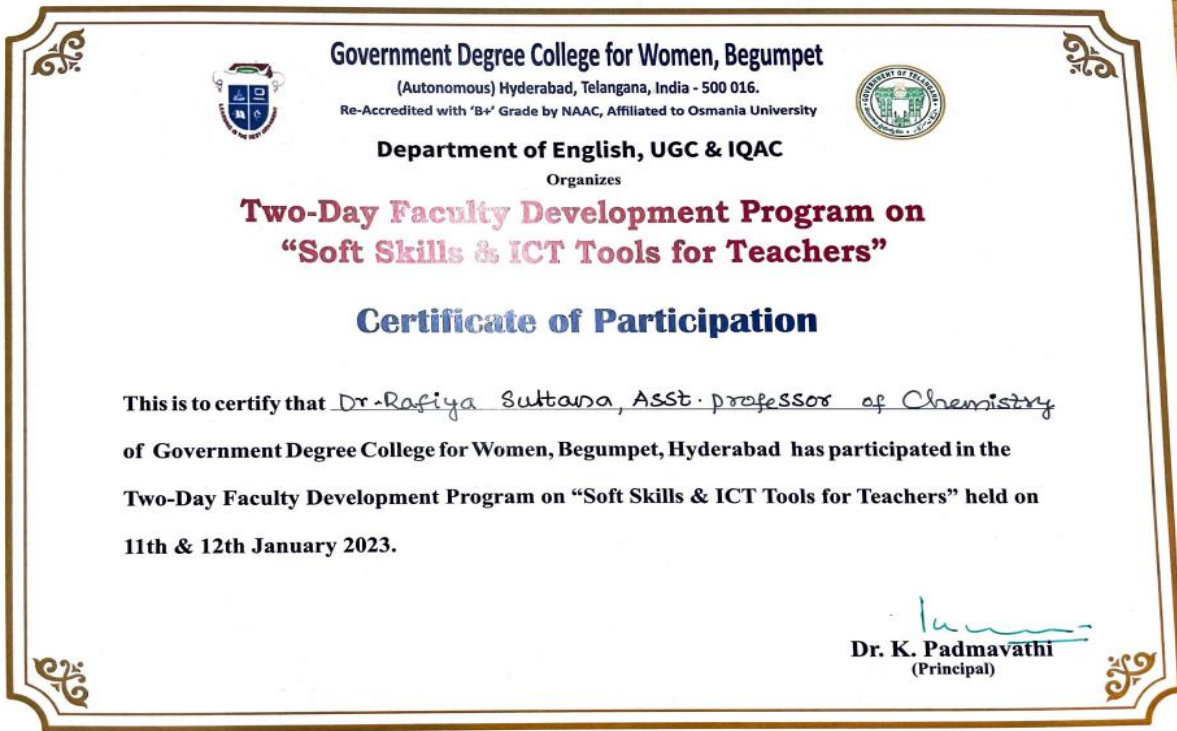 Government Degree College for Women, Begumpet
(Autonomous) Hyderabad, Telangana, India - 500 016.
Re-Accredited with ‘B+’ Grade by NAAC, Affiliated to Osmania University
Department of English, UGC & IQAC
Organizes
Two-Day Faculty Development Program on
“Soft Skills & ICT Tools for Teachers”
Certificate of Participation
This is to certify that Dr. Rafiya Sultana, Asst. professor of Chemistry
of Government Degree College for Women, Begumpet, Hyderabad has participated in the
Two-Day Faculty Development Program on “Soft Skills & ICT Tools for Teachers” held on
11th & 12th January 2023.
Dr. K. Padmavathi
(Principal)
GOVERNMENT OF TELANGANA